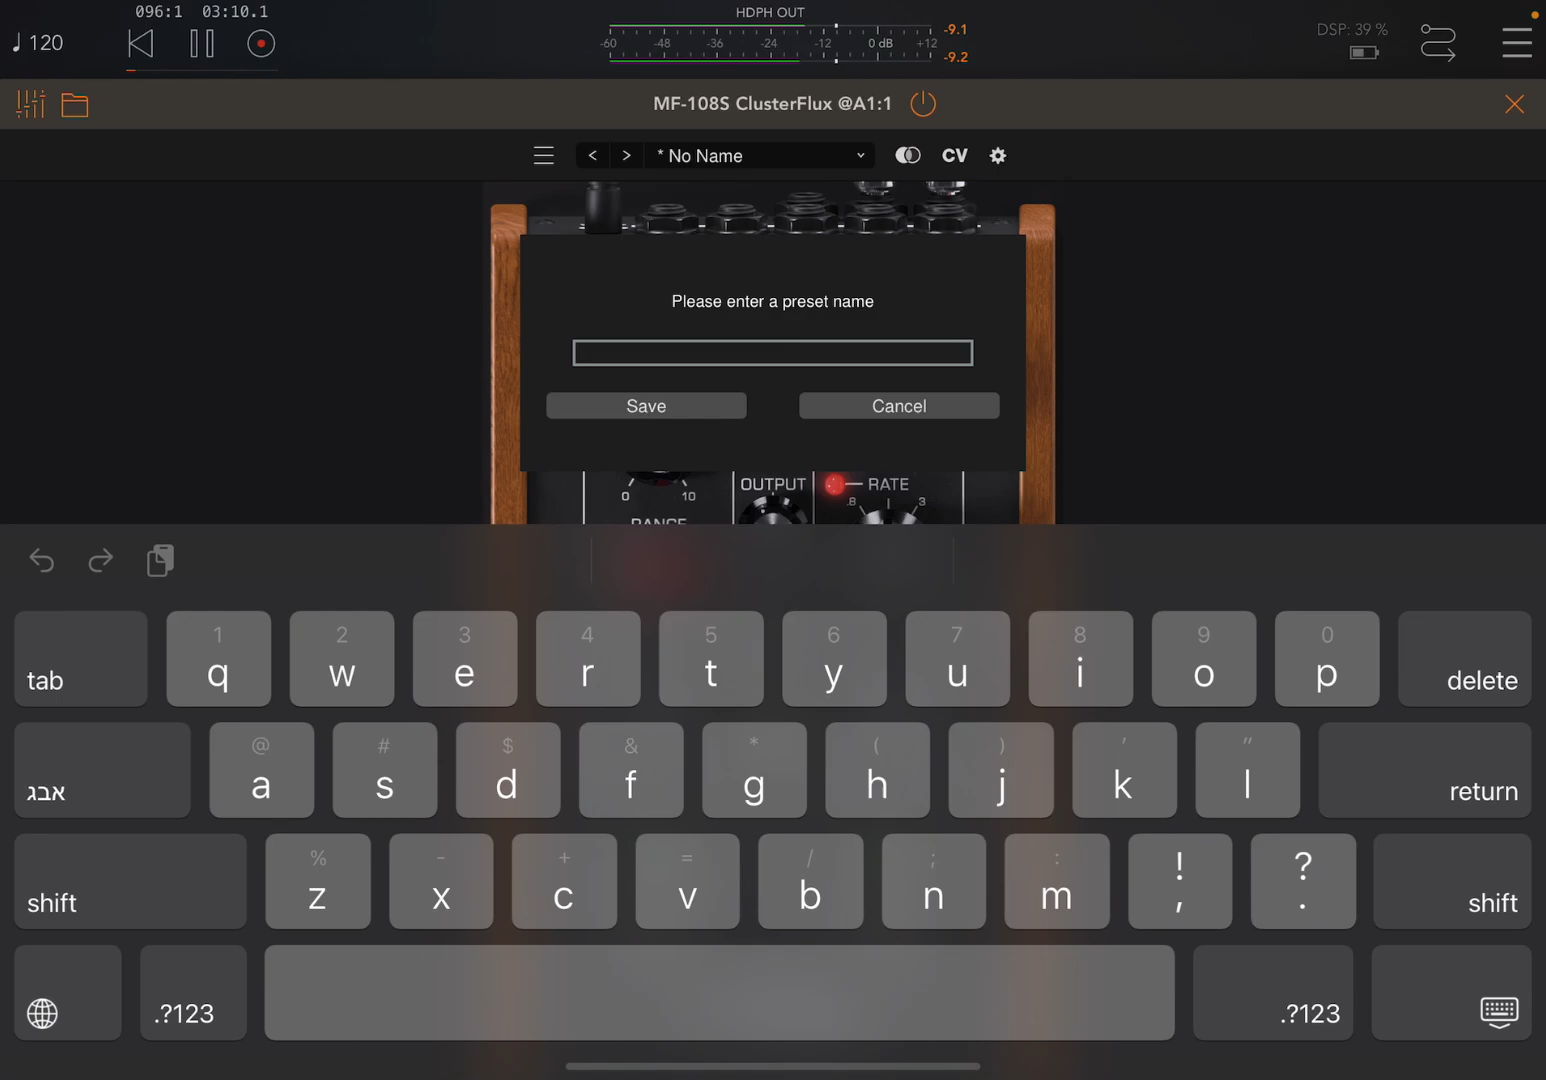 096:1 03:10.1
♩120
HDPH OUT
-60 -48 -36 -24 -12 0 dB +12
-9.1
-9.2
DSP: 39 %
MF-108S ClusterFlux @A1:1
< > * No Name CV
Please enter a preset name
Save Cancel
0 10
OUTPUT
RATE
.8 3
RANGE
1 2 3 4 5 6 7 8 9 0
tab q w e r t y u i o p delete
@ # $ & * ( ) ' "
אבג a s d f g h j k l return
% - + = / ; : ! ?
shift z x c v b n m , . shift
.?123 .?123